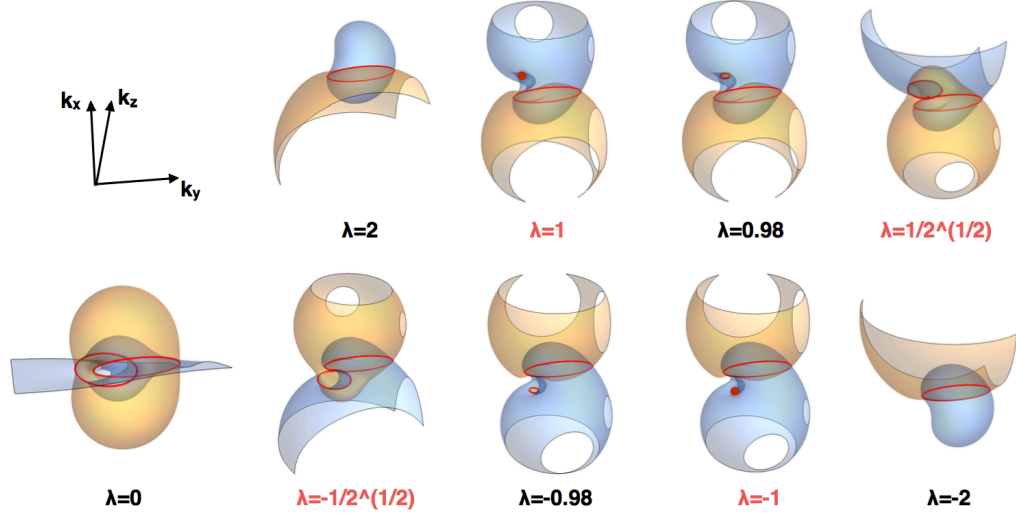 kx
kz
ky
λ=2
λ=1
λ=0.98
λ=1/2^(1/2)
λ=0
λ=-1/2^(1/2)
λ=-0.98
λ=-1
λ=-2